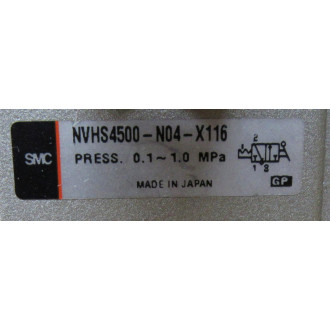 SMC
NVHS4500-N04-X116
PRESS. 0.1~1.0 MPa
2
1 3
MADE IN JAPAN
GP